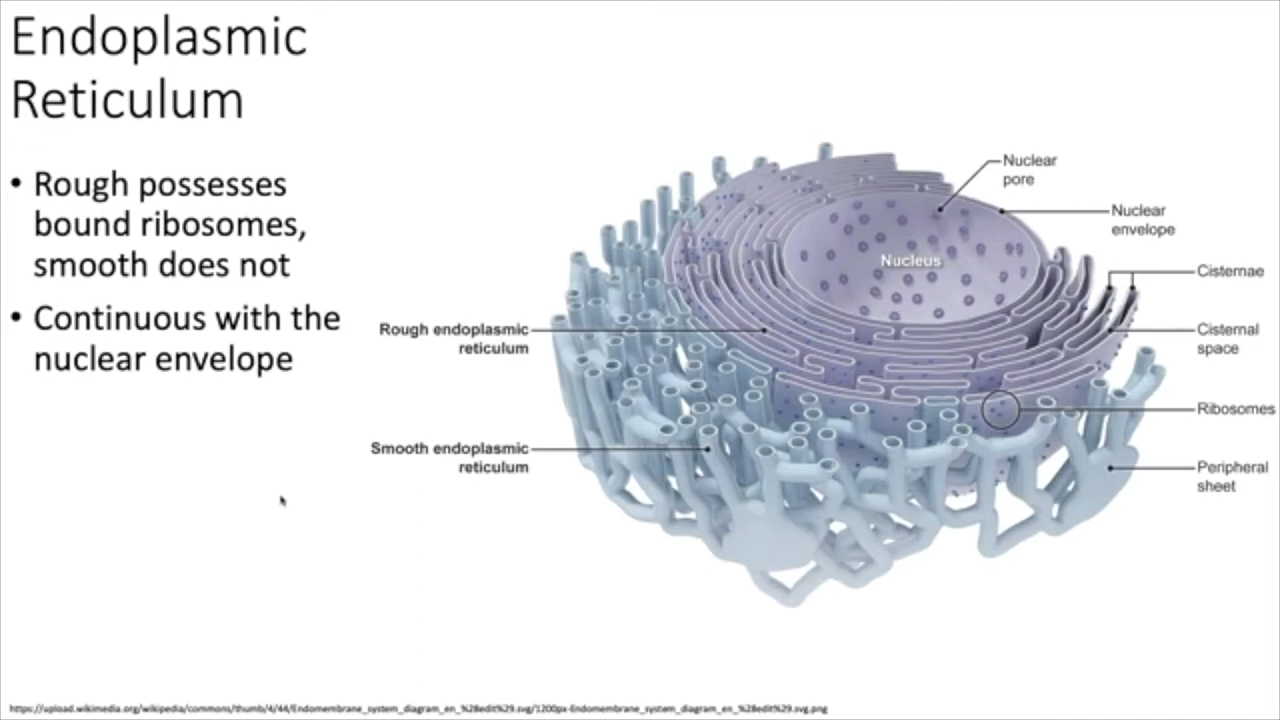 Endoplasmic
Reticulum
• Rough possesses
bound ribosomes,
smooth does not
• Continuous with the
nuclear envelope
Nuclear
pore
Nuclear
envelope
Nucleus
Cisternae
Rough endoplasmic
reticulum
Cisternal
space
Ribosomes
Smooth endoplasmic
reticulum
Peripheral
sheet
https://upload.wikimedia.org/wikipedia/commons/thumb/4/44/Endomembrane_system_diagram_en_%28edit%29.svg/1200px-Endomembrane_system_diagram_en_%28edit%29.svg.png